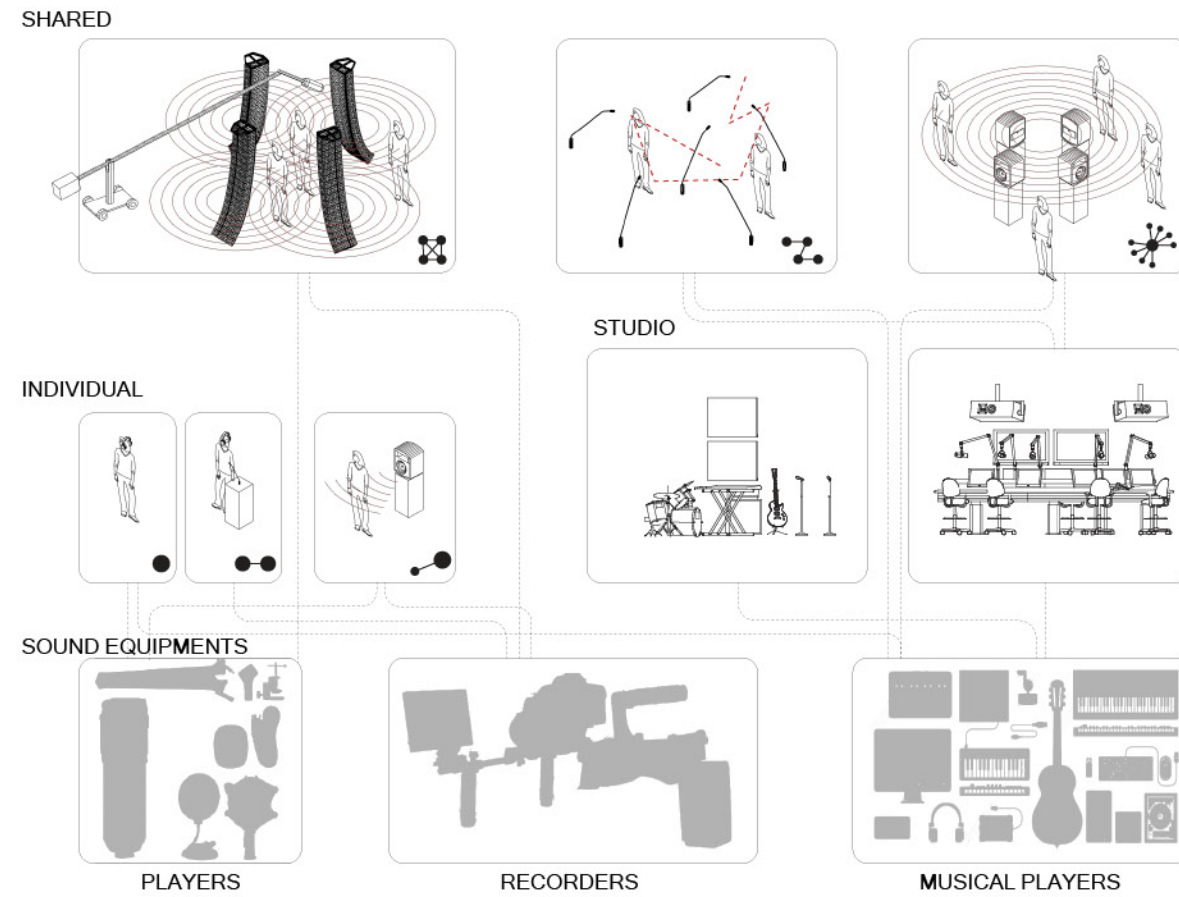 SHARED
STUDIO
INDIVIDUAL
SOUND EQUIPMENTS
PLAYERS
RECORDERS
MUSICAL PLAYERS